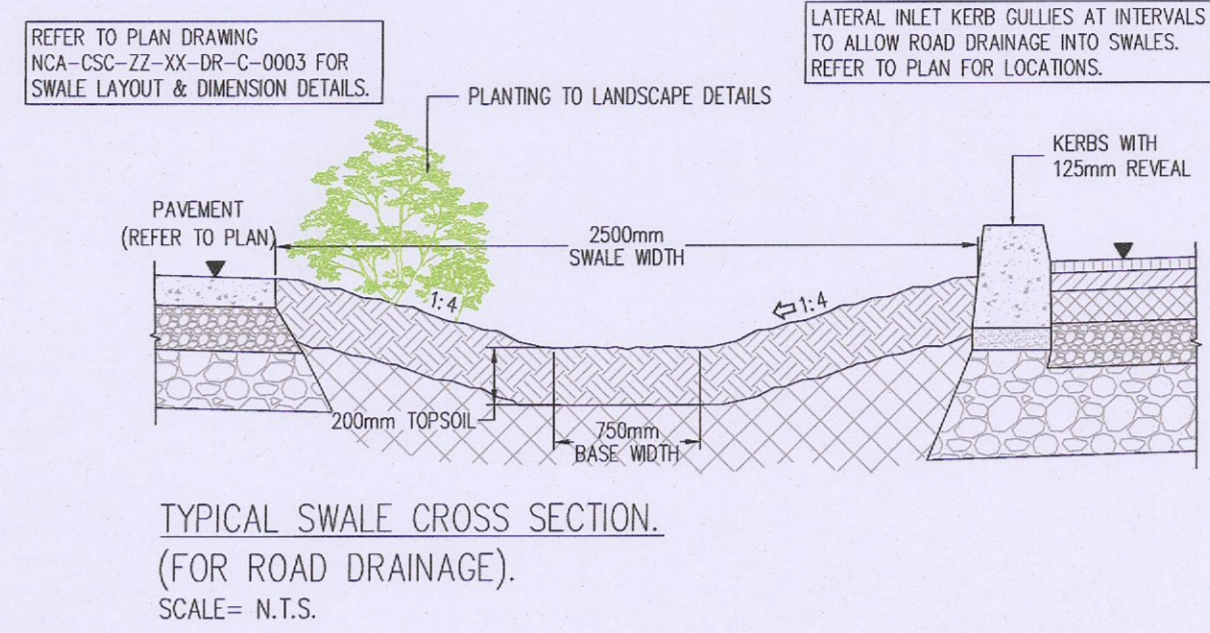 REFER TO PLAN DRAWING
NCA-CSC-ZZ-XX-DR-C-0003 FOR
SWALE LAYOUT & DIMENSION DETAILS.
LATERAL INLET KERB GULLIES AT INTERVALS
TO ALLOW ROAD DRAINAGE INTO SWALES.
REFER TO PLAN FOR LOCATIONS.
PLANTING TO LANDSCAPE DETAILS
KERBS WITH
125mm REVEAL
PAVEMENT
(REFER TO PLAN)
2500mm
SWALE WIDTH
1:4
1:4
200mm TOPSOIL
750mm
BASE WIDTH
TYPICAL SWALE CROSS SECTION.
(FOR ROAD DRAINAGE).
SCALE= N.T.S.